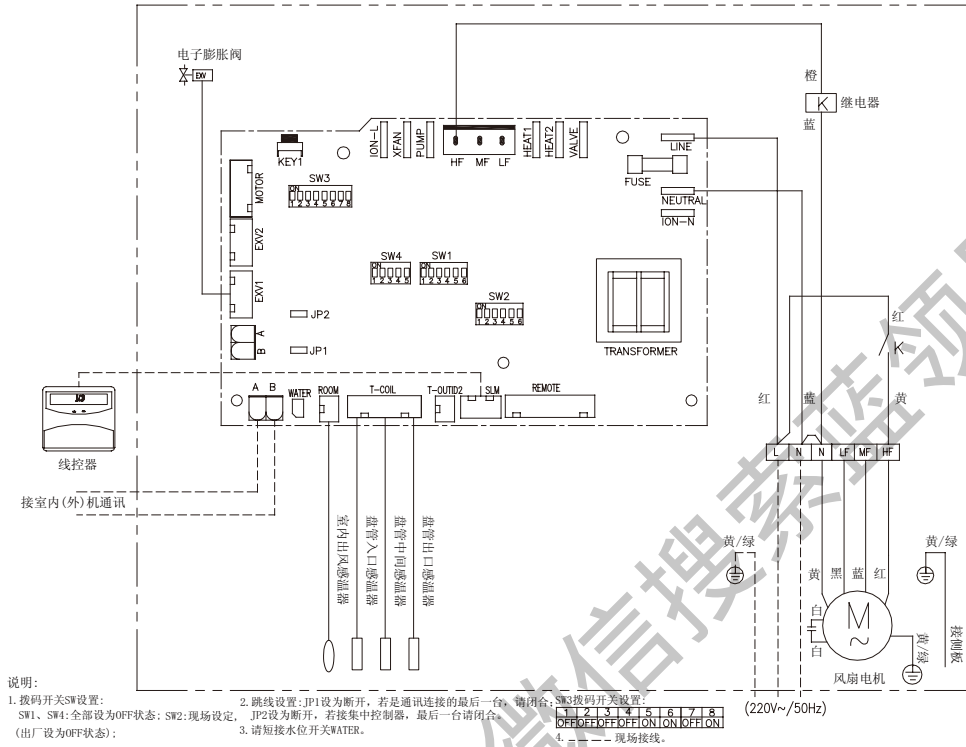 电子膨胀阀
EXV
橙
K 继电器
蓝
KEY1
ION-L
XFAN
PUMP
HF MF LF
HEAT1
HEAT2
VALVE
LINE
FUSE
NEUTRAL
ION-N
MOTOR
EXV2
EXV1
SW3
ON
1 2 3 4 5 6 7 8
SW4
ON
1 2 3 4 5
SW1
ON
1 2 3 4 5 6
SW2
ON
1 2 3 4 5 6
JP2
JP1
A
B
TRANSFORMER
红
K
黄
A B
WATER
ROOM
T-COIL
T-OUTID2
SLM
REMOTE
红
蓝
线控器
L N N LF MF HF
接室内(外)机通讯
室内出风感温器
盘管入口感温器
盘管中间感温器
盘管出口感温器
黄/绿
黄/绿
黄 黑 蓝 红
白
白
M
~
黄/绿
接侧板
风扇电机
(220V~/50Hz)
说明:
1.拨码开关SW设置:
SW1、SW4:全部设为OFF状态; SW2:现场设定,
(出厂设为OFF状态);
2.跳线设置:JP1设为断开,若是通讯连接的最后一台,请闭合;
JP2设为断开,若接集中控制器,最后一台请闭合。
3.请短接水位开关WATER。
SW3拨码开关设置:
1 2 3 4 5 6 7 8
OFF OFF OFF OFF ON ON OFF ON
4. ----- 现场接线。
微信搜索蓝领